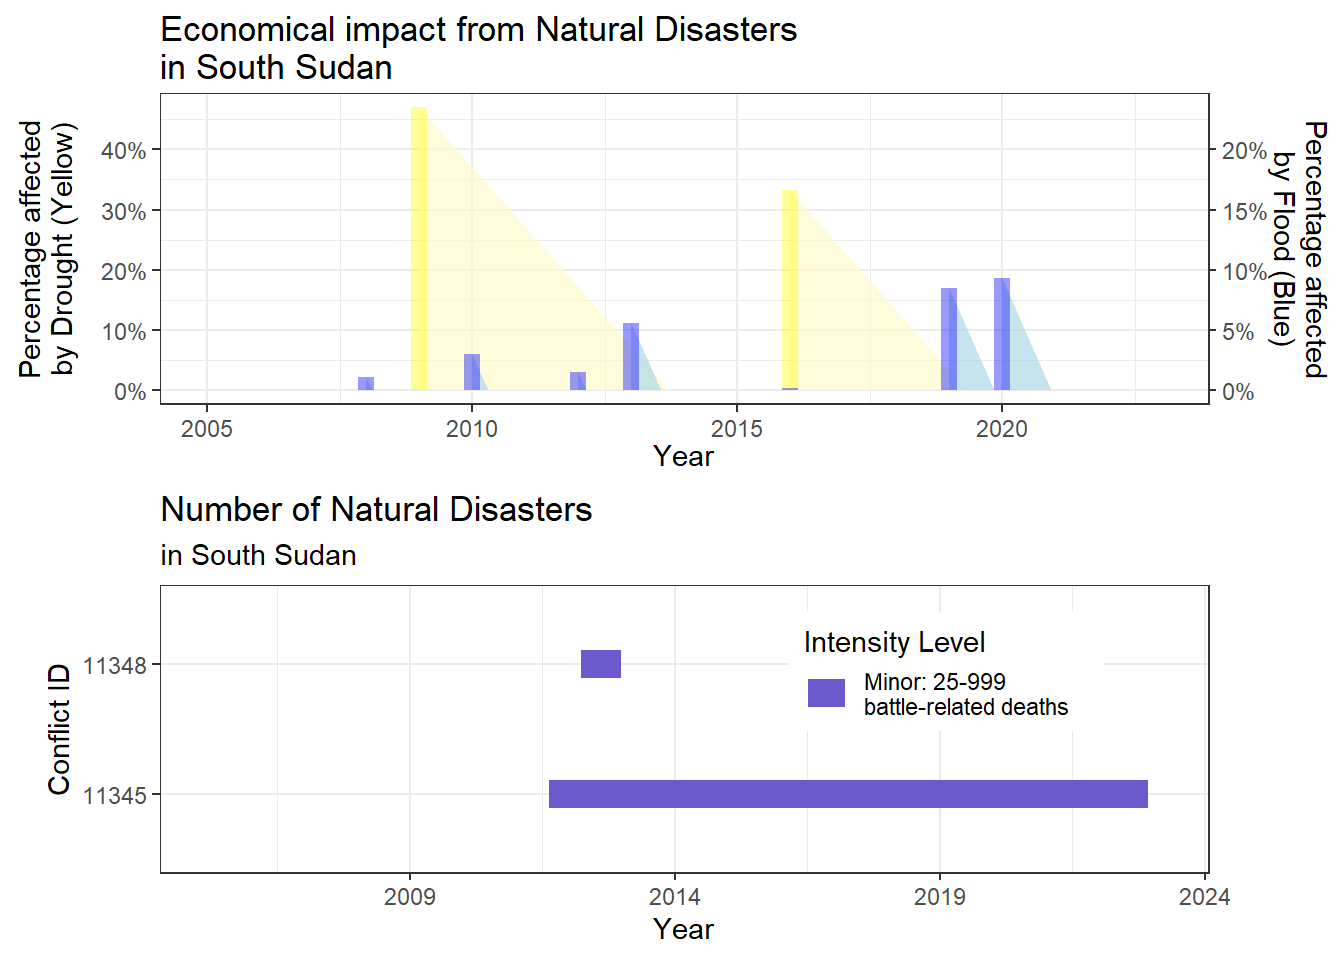 Economical impact from Natural Disasters
in South Sudan
Percentage affected
by Drought (Yellow)
40%
30%
20%
10%
0%
20%
15%
10%
5%
0%
Percentage affected
by Flood (Blue)
2005
2010
2015
2020
Year
Number of Natural Disasters
in South Sudan
Conflict ID
11348
11345
Intensity Level
Minor: 25-999
battle-related deaths
2009
2014
2019
2024
Year